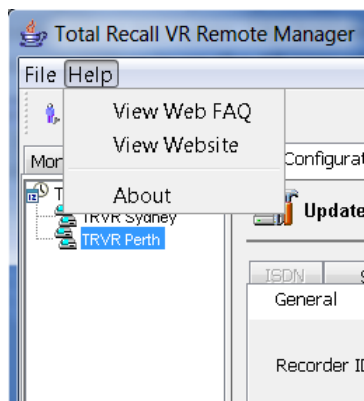 Total Recall VR Remote Manager
File Help
View Web FAQ
View Website
About
Mon
Configurat
T
TRVR Sydney
TRVR Perth
Update
ISDN
General
Recorder ID